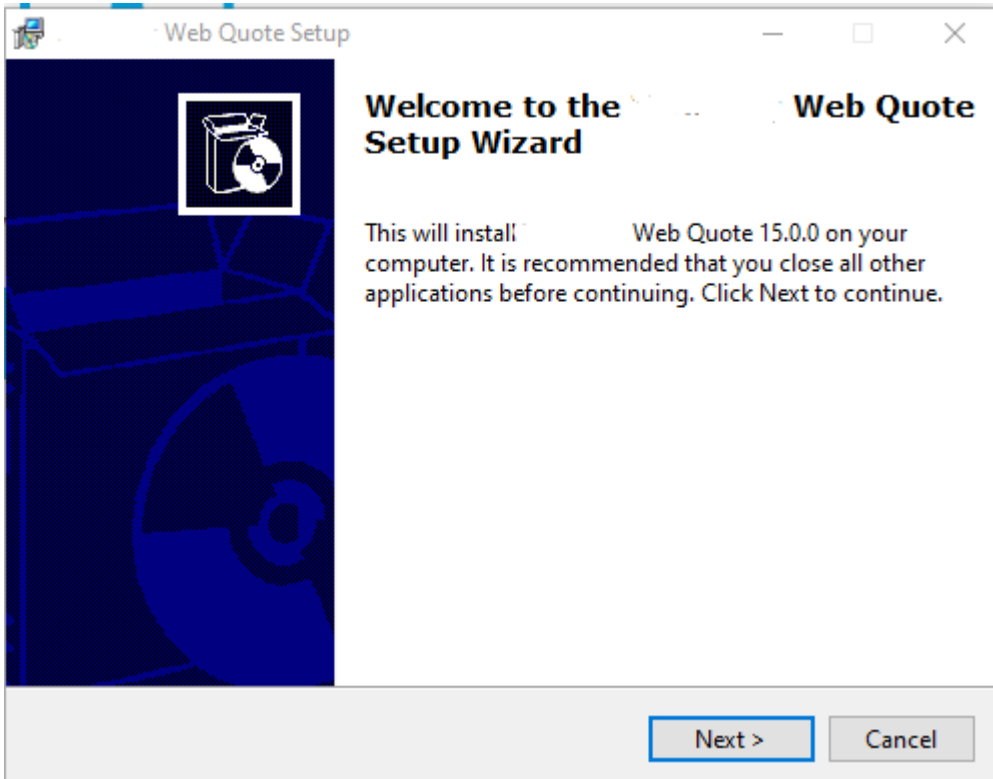 Web Quote Setup
Welcome to the Web Quote
Setup Wizard
This will install Web Quote 15.0.0 on your
computer. It is recommended that you close all other
applications before continuing. Click Next to continue.
Next >
Cancel